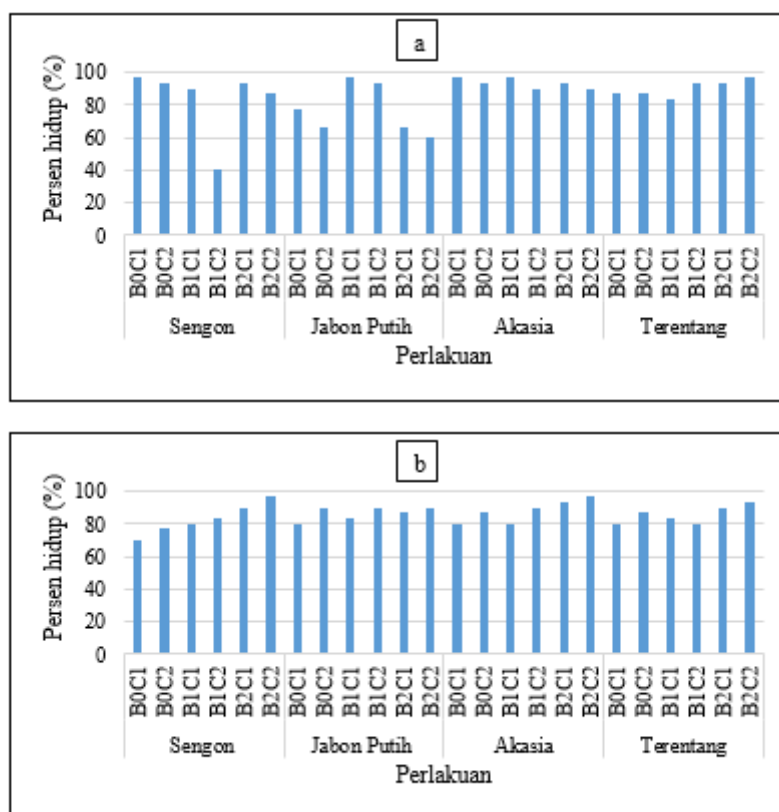 a
Persen hidup (%)
100
80
60
40
20
0
B0C1 B0C2 B1C1 B1C2 B2C1 B2C2 B0C1 B0C2 B1C1 B1C2 B2C1 B2C2 B0C1 B0C2 B1C1 B1C2 B2C1 B2C2 B0C1 B0C2 B1C1 B1C2 B2C1 B2C2
Sengon Jabon Putih Akasia Terentang
Perlakuan
b
Persen hidup (%)
100
80
60
40
20
0
B0C1 B0C2 B1C1 B1C2 B2C1 B2C2 B0C1 B0C2 B1C1 B1C2 B2C1 B2C2 B0C1 B0C2 B1C1 B1C2 B2C1 B2C2 B0C1 B0C2 B1C1 B1C2 B2C1 B2C2
Sengon Jabon Putih Akasia Terentang
Perlakuan